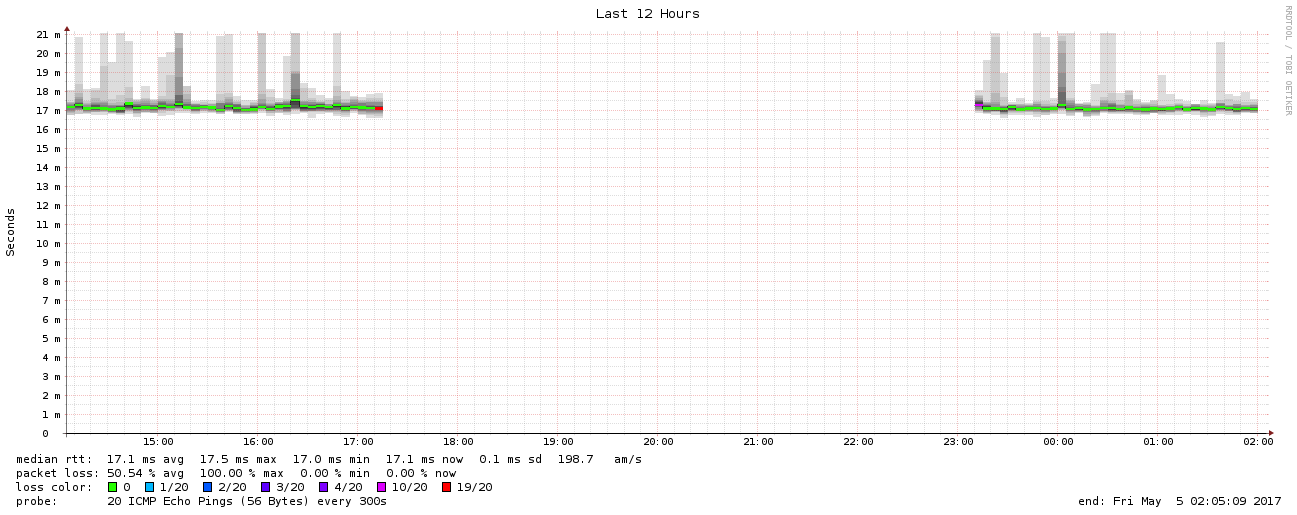 Last 12 Hours
RRDTOOL / TOBI OETIKER
Seconds
21 m
20 m
19 m
18 m
17 m
16 m
15 m
14 m
13 m
12 m
11 m
10 m
9 m
8 m
7 m
6 m
5 m
4 m
3 m
2 m
1 m
0
15:00 16:00 17:00 18:00 19:00 20:00 21:00 22:00 23:00 00:00 01:00 02:00
median rtt: 17.1 ms avg 17.5 ms max 17.0 ms min 17.1 ms now 0.1 ms sd 198.7 am/s
packet loss: 50.54 % avg 100.00 % max 0.00 % min 0.00 % now
loss color: 0 1/20 2/20 3/20 4/20 10/20 19/20
probe: 20 ICMP Echo Pings (56 Bytes) every 300s end: Fri May 5 02:05:09 2017